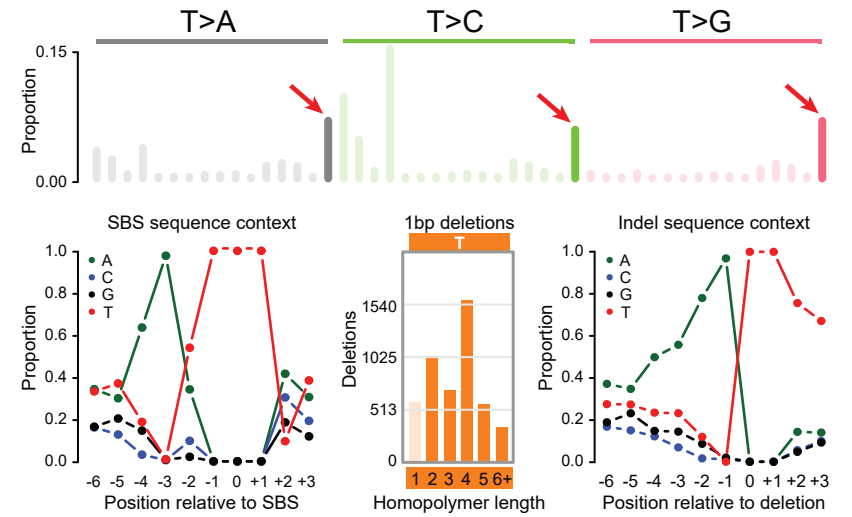 T>A T>C T>G
0.15
Proportion
0.00
SBS sequence context
1.0
0.8
0.6
0.4
0.2
0.0
Proportion
A
C
G
T
-6 -5 -4 -3 -2 -1 0 +1 +2 +3
Position relative to SBS
1bp deletions
T
Deletions
1540
1025
513
0
1 2 3 4 5 6+
Homopolymer length
Indel sequence context
1.0
0.8
0.6
0.4
0.2
0.0
Proportion
A
C
G
T
-6 -5 -4 -3 -2 -1 0 +1 +2 +3
Position relative to deletion